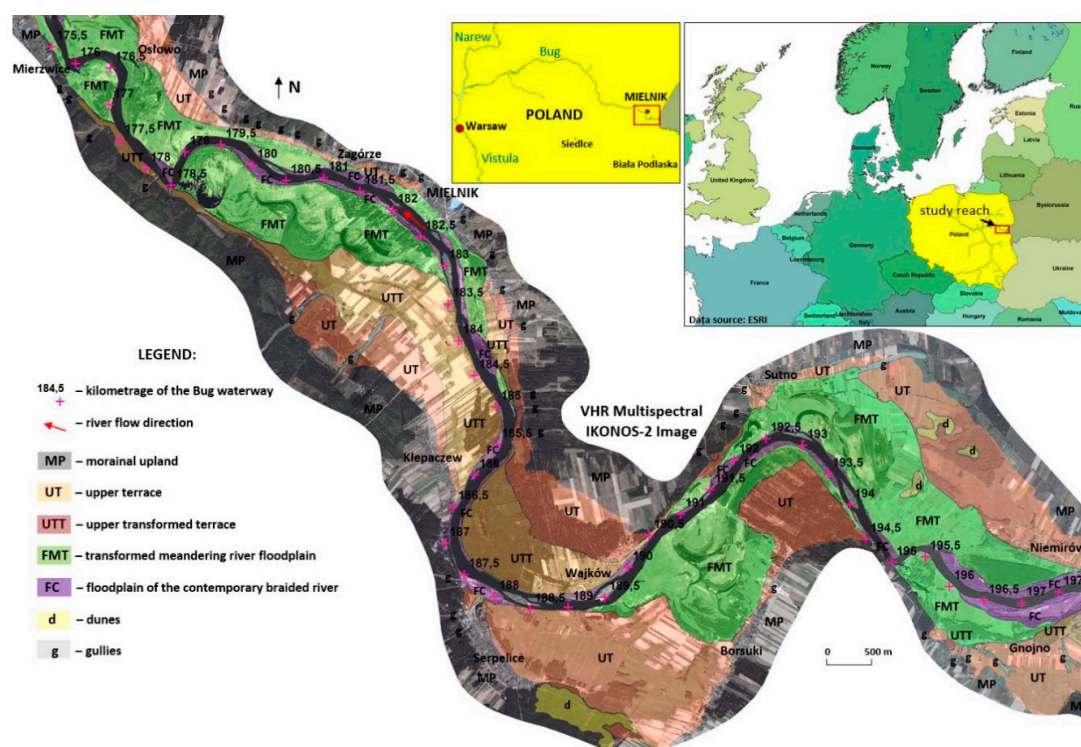 MP
175,5
FMT
176
Osłowo
176,5
Mierzwice
MP
FMT
UT
177
g
N
177,5
FMT
UTT
178
FC
178,5
179
179,5
180
180,5
Zagórze
181
UT
FC
181,5
MIELNIK
182
182,5
MP
FMT
FMT
183
FMT
183,5
MP
UTT
UT
184
UT
UTT
FC
184,5
185
UTT
185,5
FC
Klepaczew
186
186,5
FC
187
187,5
FC
188
188,5
189
189,5
Wajków
190
190,5
191
191,5
FC
192
192,5
193
193,5
194
194,5
FC
195
195,5
196
196,5
197
FC
197
Sutno
UT
MP
FMT
UT
d
d
d
MP
FMT
Niemirów
UT
MP
UT
UTT
FMT
Borsuki
MP
UT
Serpelice
MP
d
FMT
UTT
FC
UTT
Gnojno
MP
UT
0 500 m
Narew
Bug
MIELNIK
POLAND
Warsaw
Siedlce
Vistula
Biała Podlaska
Norway
Sweden
Finland
Estonia
Latvia
Denmark
Lithuania
United Kingdom
Netherlands
Byelorussia
study reach
Poland
Belgium
Germany
Luxembourg
Czech Republic
Ukraine
France
Slovakia
Switzerland
Liechtenstein
Austria
Hungary
Romania
Moldova
Italy
Data source: ESRI
VHR Multispectral
IKONOS-2 Image
LEGEND:
184,5 – kilometrage of the Bug waterway
– river flow direction
MP – morainal upland
UT – upper terrace
UTT – upper transformed terrace
FMT – transformed meandering river floodplain
FC – floodplain of the contemporary braided river
d – dunes
g – gullies